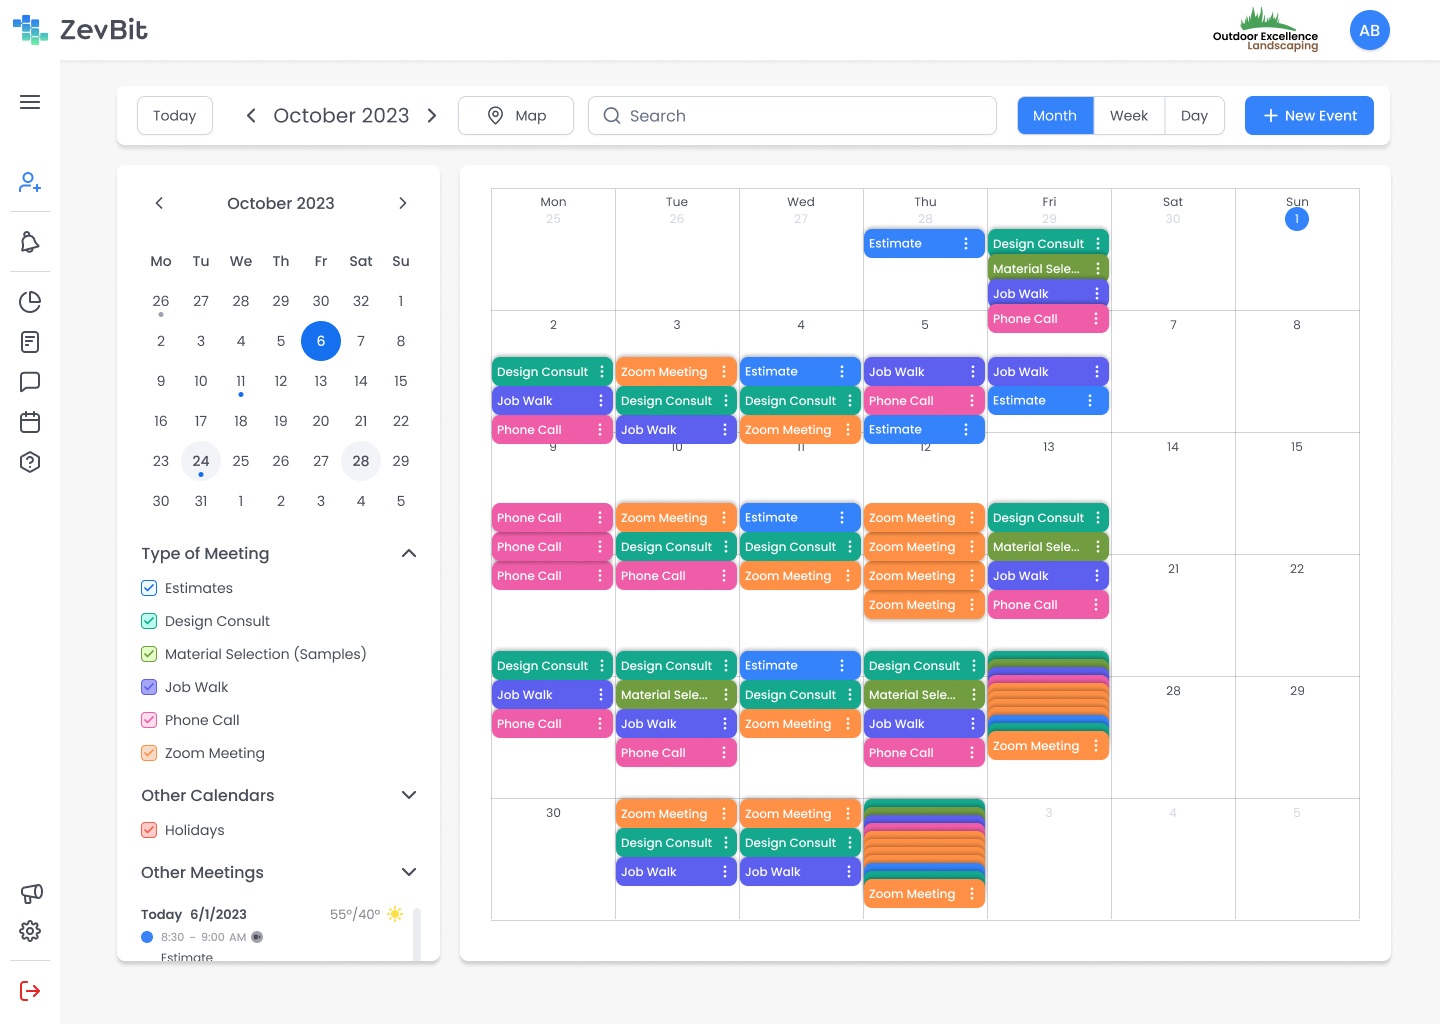 ZevBit
Outdoor Excellence
Landscaping
AB
Today
October 2023
Map
Search
Month
Week
Day
New Event
October 2023
Mo Tu We Th Fr Sat Su
26 27 28 29 30 32 1
2 3 4 5 6 7 8
9 10 11 12 13 14 15
16 17 18 19 20 21 22
23 24 25 26 27 28 29
30 31 1 2 3 4 5
Type of Meeting
Estimates
Design Consult
Material Selection (Samples)
Job Walk
Phone Call
Zoom Meeting
Other Calendars
Holidays
Other Meetings
Today 6/1/2023 55°/40°
8:30 – 9:00 AM
Estimate
Mon Tue Wed Thu Fri Sat Sun
25 26 27 28 29 30 1
Estimate Design Consult
Material Sele...
Job Walk
Phone Call
2 3 4 5 7 8
Design Consult Zoom Meeting Estimate Job Walk Job Walk
Job Walk Design Consult Design Consult Phone Call Estimate
Phone Call Job Walk Zoom Meeting Estimate
9 10 11 12 13 14 15
Phone Call Zoom Meeting Estimate Zoom Meeting Design Consult
Phone Call Design Consult Design Consult Zoom Meeting Material Sele...
Phone Call Phone Call Zoom Meeting Zoom Meeting Job Walk
Zoom Meeting Phone Call
21 22
Design Consult Design Consult Estimate Design Consult
Job Walk Material Sele... Design Consult Material Sele...
Phone Call Job Walk Zoom Meeting Job Walk
Phone Call Phone Call Zoom Meeting
28 29
30 3 4 5
Zoom Meeting Zoom Meeting
Design Consult Design Consult
Job Walk Job Walk
Zoom Meeting